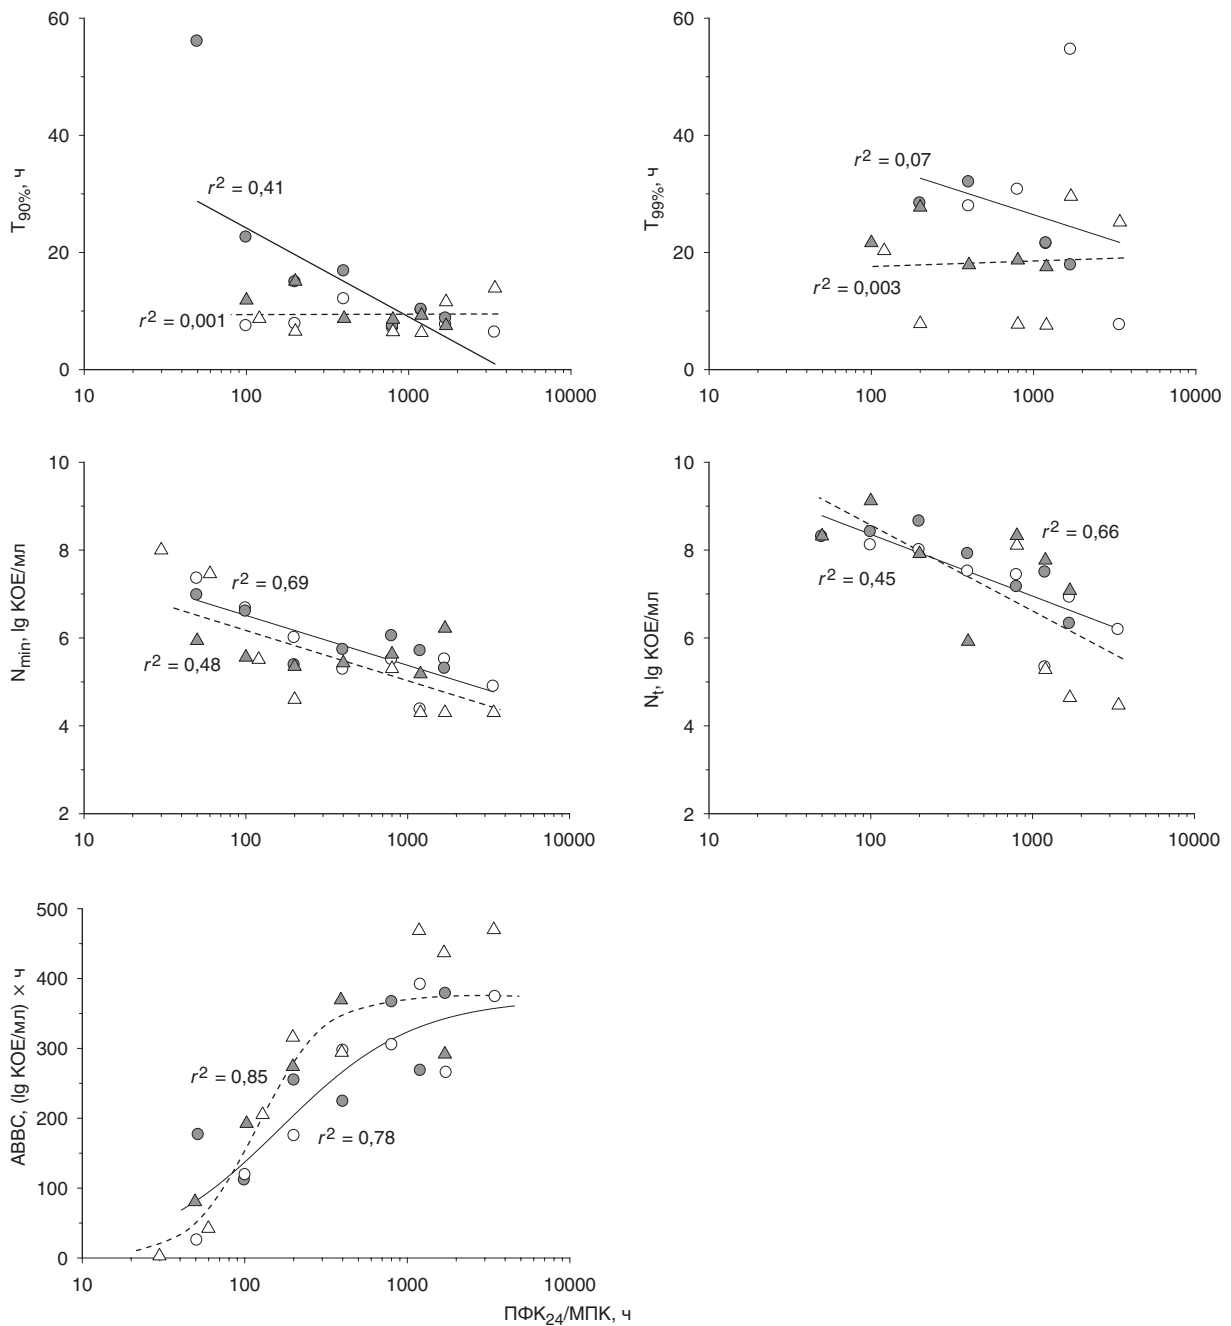 60
40
20
0
T90%, ч
r2 = 0,41
r2 = 0,001
10 100 1000 10000
60
40
20
0
T99%, ч
r2 = 0,07
r2 = 0,003
10 100 1000 10000
10
8
6
4
2
Nmin, lg КОЕ/мл
r2 = 0,69
r2 = 0,48
10 100 1000 10000
10
8
6
4
2
Nt, lg КОЕ/мл
r2 = 0,66
r2 = 0,45
10 100 1000 10000
500
400
300
200
100
0
АВВС, (lg КОЕ/мл) × ч
r2 = 0,85
r2 = 0,78
10 100 1000 10000
ПФК24/МПК, ч